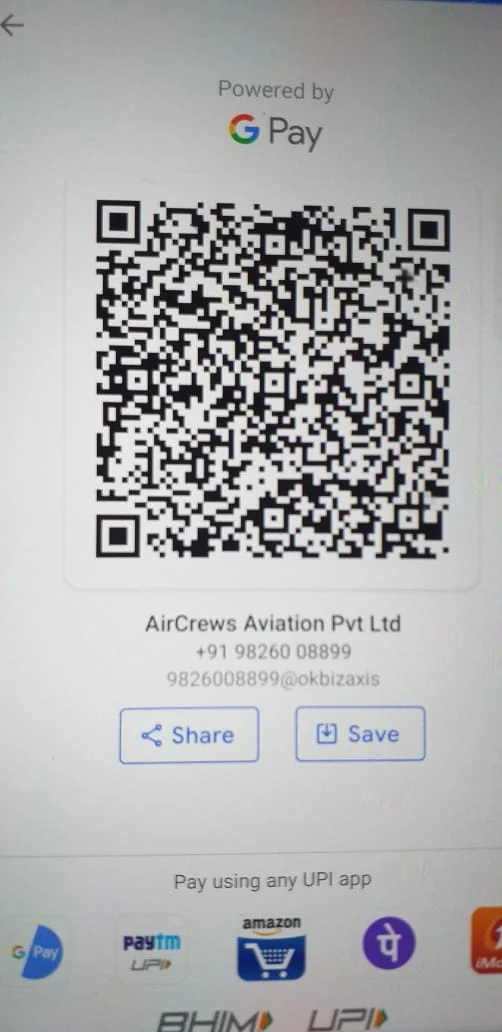 Powered by
G Pay
AirCrews Aviation Pvt Ltd
+91 98260 08899
9826008899@okbizaxis
Share
Save
Pay using any UPI app
G Pay
paytm
UPI
amazon
पे
BHIM UPI